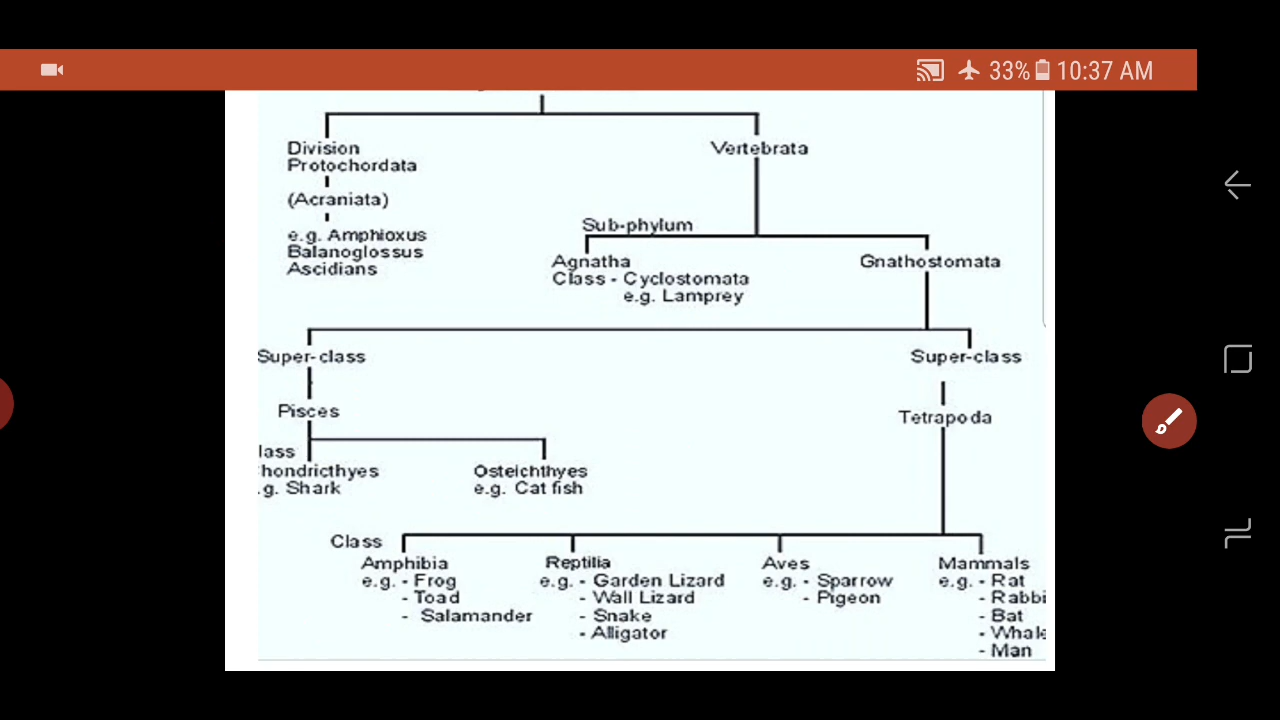 33% 10:37 AM
Division
Protochordata
Vertebrata
(Acraniata)
e.g. Amphioxus
Balanoglossus
Ascidians
Sub-phylum
Agnatha
Class - Cyclostomata
e.g. Lamprey
Gnathostomata
Super-class
Super-class
Pisces
Tetrapoda
lass
hondricthyes
.g. Shark
Osteichthyes
e.g. Cat fish
Class
Amphibia
e.g. - Frog
- Toad
- Salamander
Reptilia
e.g. - Garden Lizard
- Wall Lizard
- Snake
- Alligator
Aves
e.g. - Sparrow
- Pigeon
Mammals
e.g. - Rat
- Rabbi
- Bat
- Whale
- Man